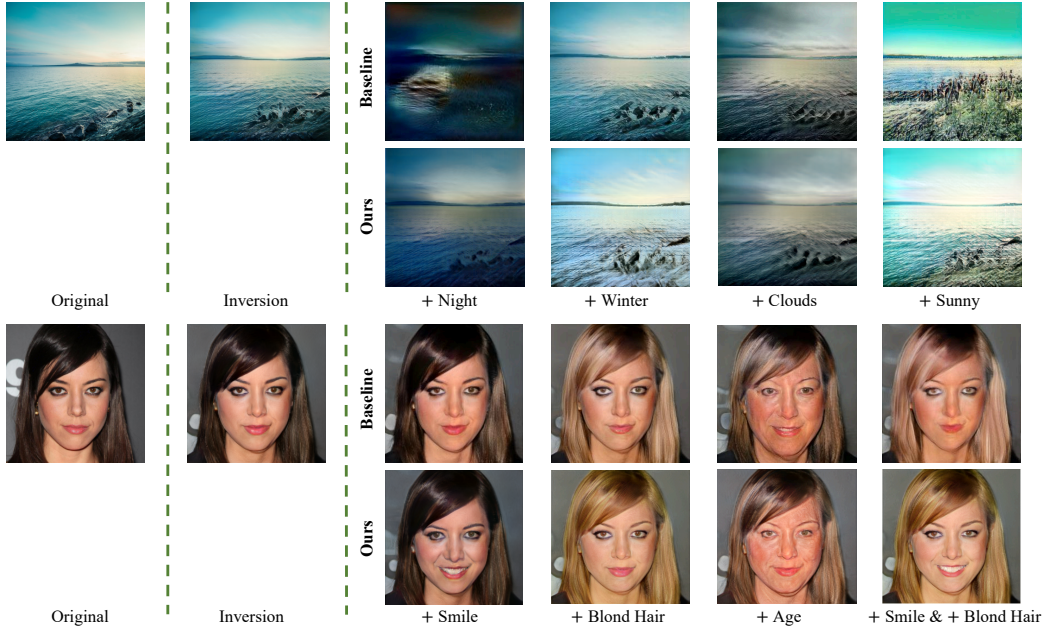 Baseline
Ours
Original
Inversion
+ Night
+ Winter
+ Clouds
+ Sunny
Baseline
Ours
Original
Inversion
+ Smile
+ Blond Hair
+ Age
+ Smile & + Blond Hair